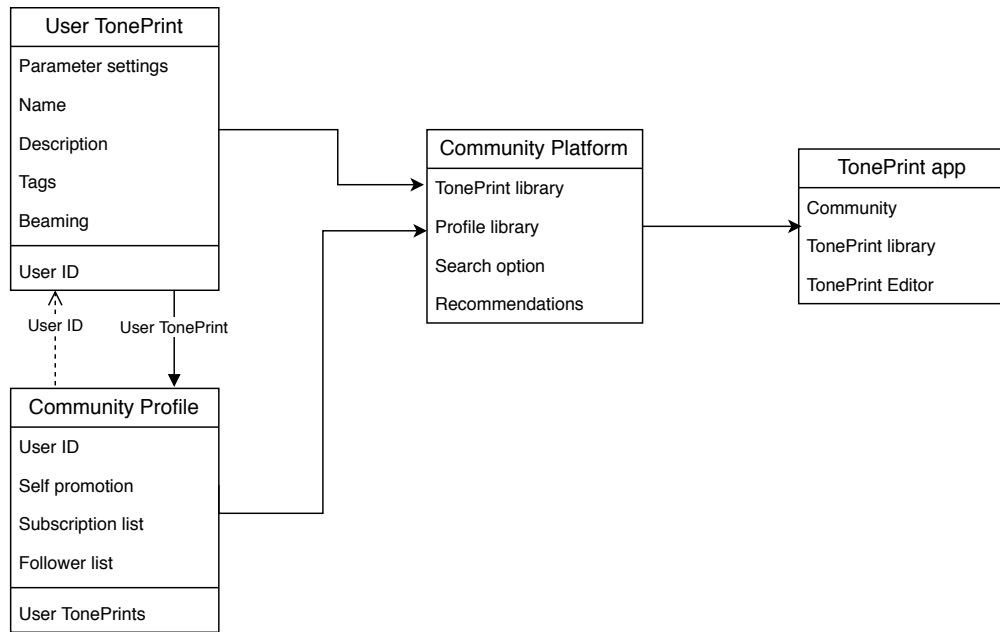 User TonePrint
Parameter settings
Name
Description
Tags
Beaming
User ID
User ID
User TonePrint
Community Profile
User ID
Self promotion
Subscription list
Follower list
User TonePrints
Community Platform
TonePrint library
Profile library
Search option
Recommendations
TonePrint app
Community
TonePrint library
TonePrint Editor